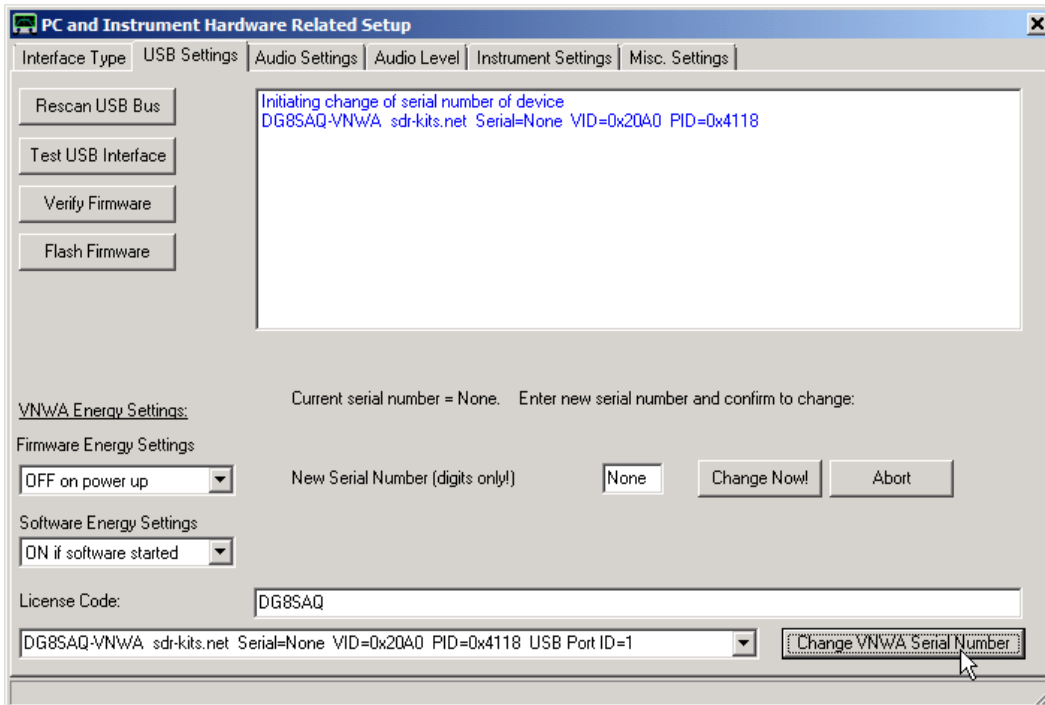 PC and Instrument Hardware Related Setup
Interface Type USB Settings Audio Settings Audio Level Instrument Settings Misc. Settings
Rescan USB Bus
Test USB Interface
Verify Firmware
Flash Firmware
Initiating change of serial number of device
DG8SAQ-VNWA sdr-kits.net Serial=None VID=0x20A0 PID=0x4118
Current serial number = None. Enter new serial number and confirm to change:
VNWA Energy Settings:
Firmware Energy Settings
OFF on power up
New Serial Number (digits only!) None Change Now! Abort
Software Energy Settings
ON if software started
License Code: DG8SAQ
DG8SAQ-VNWA sdr-kits.net Serial=None VID=0x20A0 PID=0x4118 USB Port ID=1 Change VNWA Serial Number